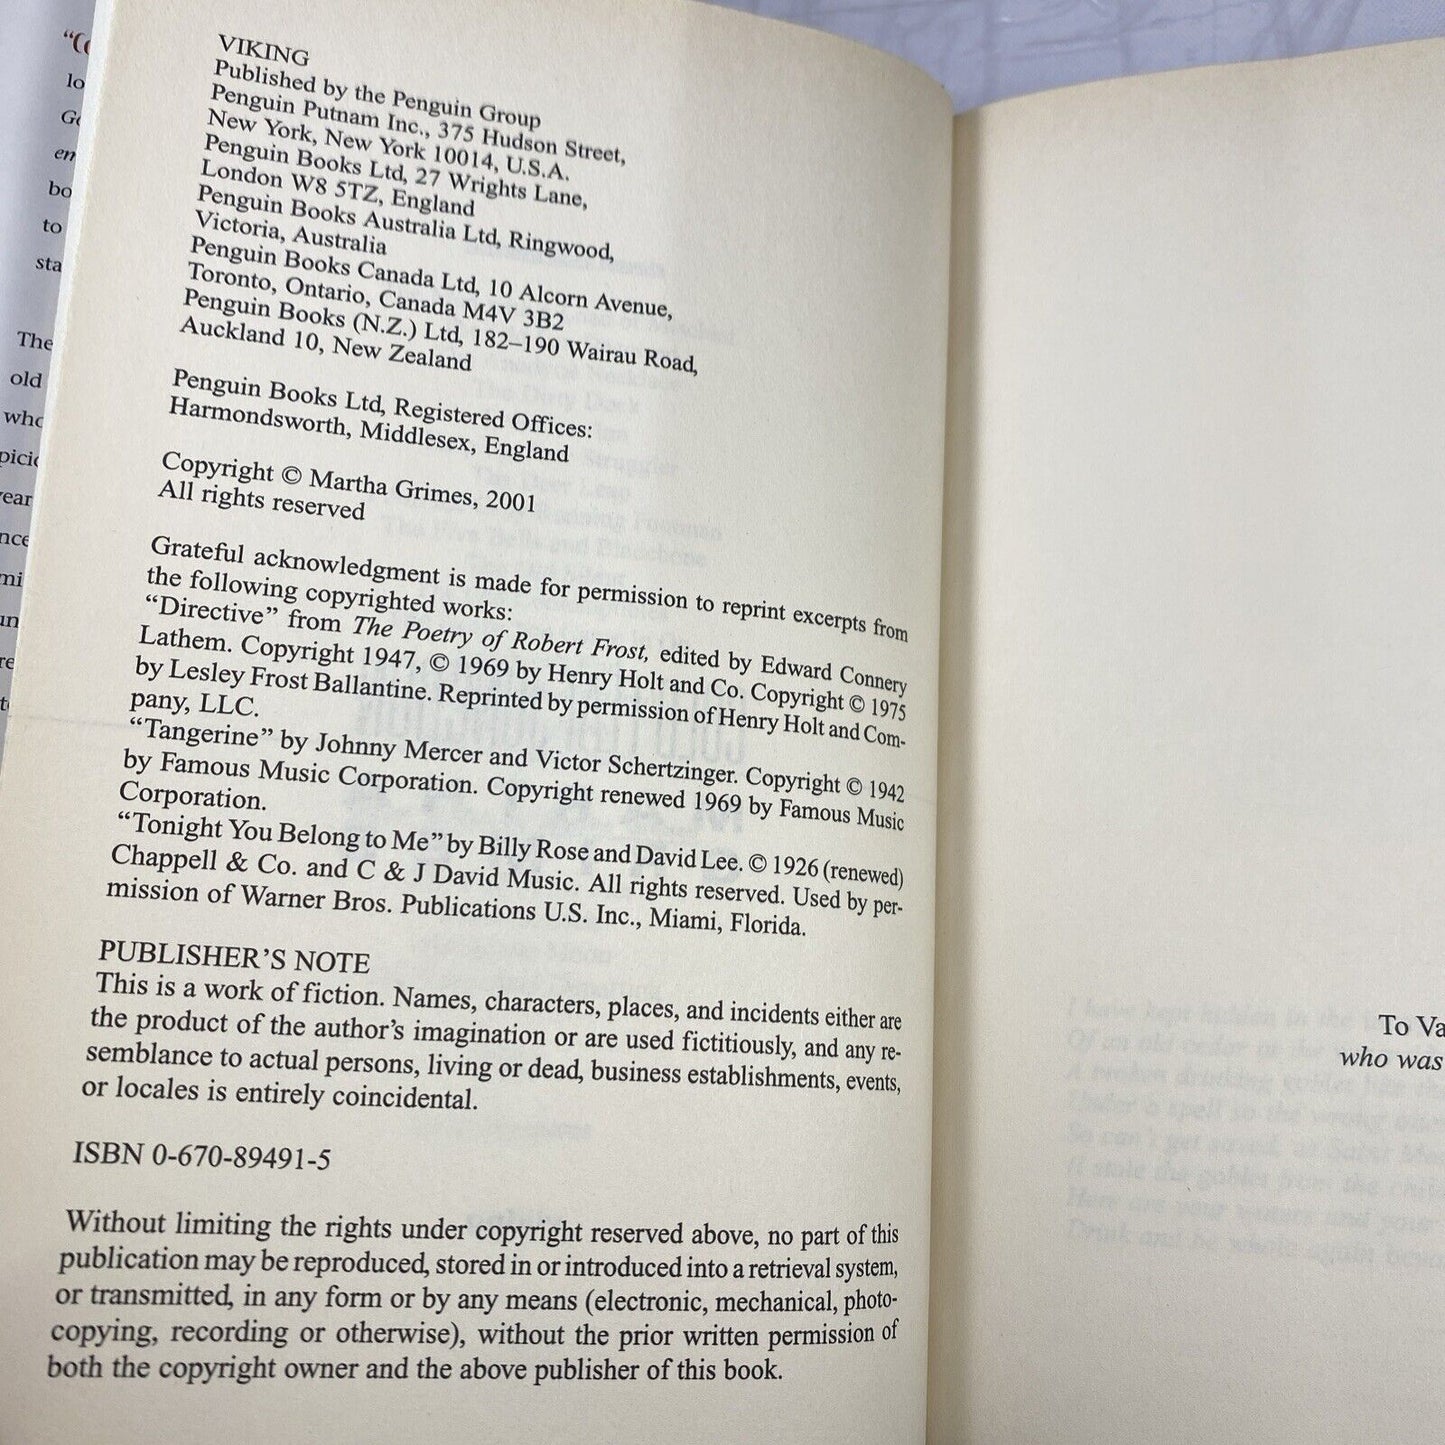 VIKING
Published by the Penguin Group
Penguin Putnam Inc., 375 Hudson Street,
New York, New York 10014, U.S.A.
Penguin Books Ltd, 27 Wrights Lane,
London W8 5TZ, England
Penguin Books Australia Ltd, Ringwood,
Victoria, Australia
Penguin Books Canada Ltd, 10 Alcorn Avenue,
Toronto, Ontario, Canada M4V 3B2
Penguin Books (N.Z.) Ltd, 182–190 Wairau Road,
Auckland 10, New Zealand
Penguin Books Ltd, Registered Offices:
Harmondsworth, Middlesex, England
Copyright © Martha Grimes, 2001
All rights reserved
Grateful acknowledgment is made for permission to reprint excerpts from
the following copyrighted works:
“Directive” from The Poetry of Robert Frost, edited by Edward Connery
Lathem. Copyright 1947, © 1969 by Henry Holt and Co. Copyright © 1975
by Lesley Frost Ballantine. Reprinted by permission of Henry Holt and Com-
pany, LLC.
“Tangerine” by Johnny Mercer and Victor Schertzinger. Copyright © 1942
by Famous Music Corporation. Copyright renewed 1969 by Famous Music
Corporation.
“Tonight You Belong to Me” by Billy Rose and David Lee. © 1926 (renewed)
Chappell & Co. and C & J David Music. All rights reserved. Used by per-
mission of Warner Bros. Publications U.S. Inc., Miami, Florida.
PUBLISHER’S NOTE
This is a work of fiction. Names, characters, places, and incidents either are
the product of the author’s imagination or are used fictitiously, and any re-
semblance to actual persons, living or dead, business establishments, events,
or locales is entirely coincidental.
ISBN 0-670-89491-5
Without limiting the rights under copyright reserved above, no part of this
publication may be reproduced, stored in or introduced into a retrieval system,
or transmitted, in any form or by any means (electronic, mechanical, photo-
copying, recording or otherwise), without the prior written permission of
both the copyright owner and the above publisher of this book.
To Va
who was
lo
en
bo
to
sta
The
old